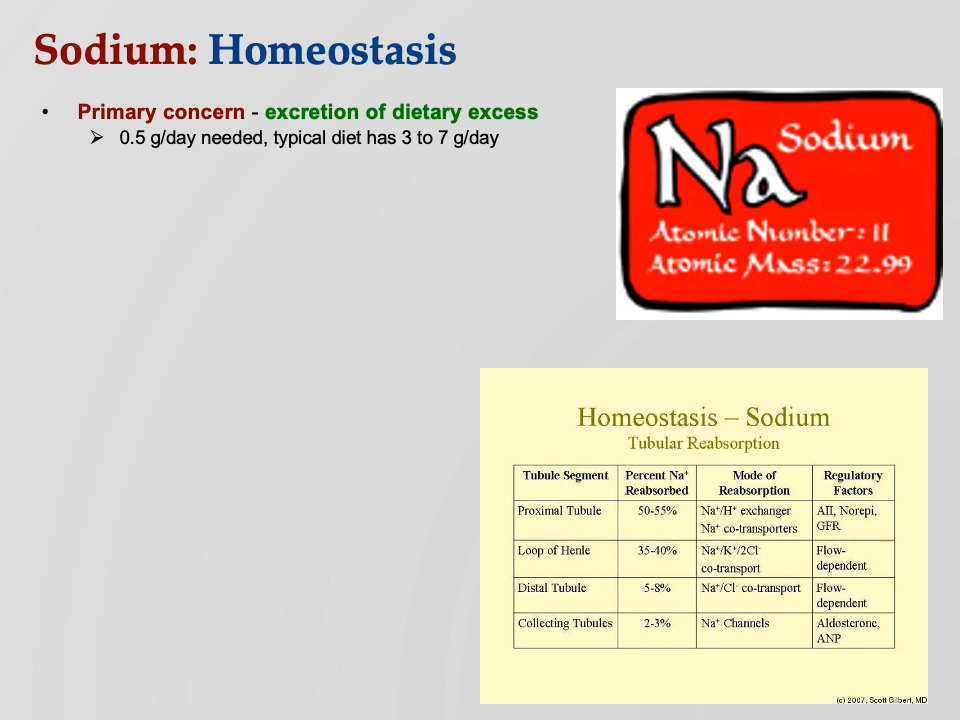 Sodium: Homeostasis
• Primary concern - excretion of dietary excess
➢ 0.5 g/day needed, typical diet has 3 to 7 g/day
Na Sodium
Atomic Number: 11
Atomic Mass: 22.99
Homeostasis – Sodium
Tubular Reabsorption
Tubule Segment | Percent Na⁺ Reabsorbed | Mode of Reabsorption | Regulatory Factors
Proximal Tubule | 50-55% | Na⁺/H⁺ exchanger Na⁺ co-transporters | AII, Norepi, GFR
Loop of Henle | 35-40% | Na⁺/K⁺/2Cl⁻ co-transport | Flow-dependent
Distal Tubule | 5-8% | Na⁺/Cl⁻ co-transport | Flow-dependent
Collecting Tubules | 2-3% | Na⁺ Channels | Aldosterone, ANP
(c) 2007, Scott Gilbert, MD